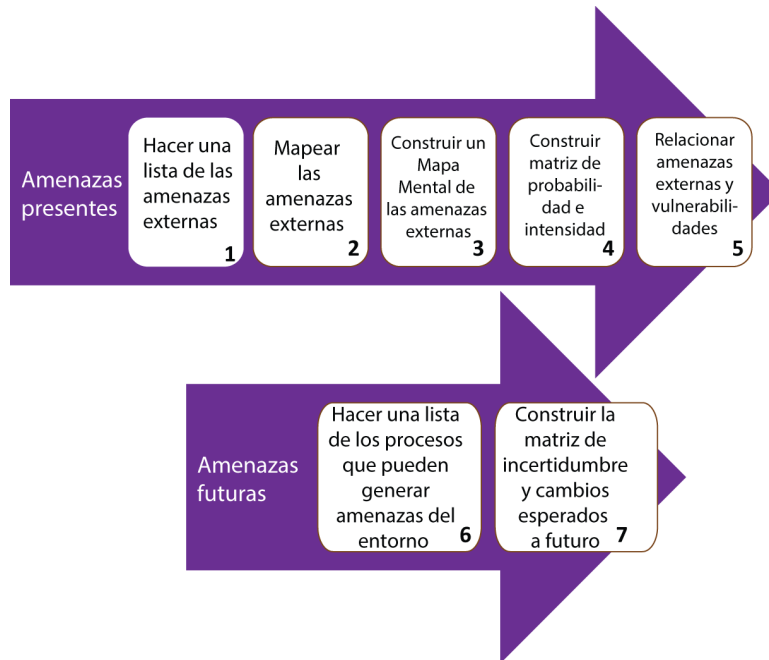 Amenazas
presentes
Hacer una
lista de las
amenazas
externas
1
Mapear
las
amenazas
externas
2
Construir un
Mapa
Mental de
las amenazas
externas
3
Construir
matriz de
probabili-
dad e
intensidad
4
Relacionar
amenazas
externas y
vulnerabili-
dades
5
Amenazas
futuras
Hacer una lista
de los procesos
que pueden
generar
amenazas del
entorno
6
Construir la
matriz de
incertidumbre
y cambios
esperados
a futuro
7